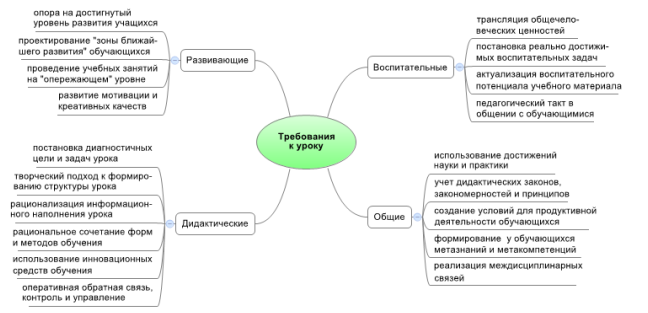 опора на достигнутый
уровень развития учащихся
проектирование "зоны ближай-
шего развития" обучающихся
проведение учебных занятий
на "опережающем" уровне
развитие мотивации и
креативных качеств
Развивающие
трансляция общечело-
веческих ценностей
постановка реально достижи-
мых воспитательных задач
актуализация воспитательного
потенциала учебного материала
педагогический такт в
общении с обучающимися
Воспитательные
Требования
к уроку
постановка диагностичных
цели и задач урока
творческий подход к формиро-
ванию структуры урока
рационализация информацион-
ного наполнения урока
рациональное сочетание форм
и методов обучения
использование инновационных
средств обучения
оперативная обратная связь,
контроль и управление
Дидактические
использование достижений
науки и практики
учет дидактических законов,
закономерностей и принципов
создание условий для продуктивной
деятельности обучающихся
формирование у обучающихся
метазнаний и метакомпетенций
реализация междисциплинарных
связей
Общие